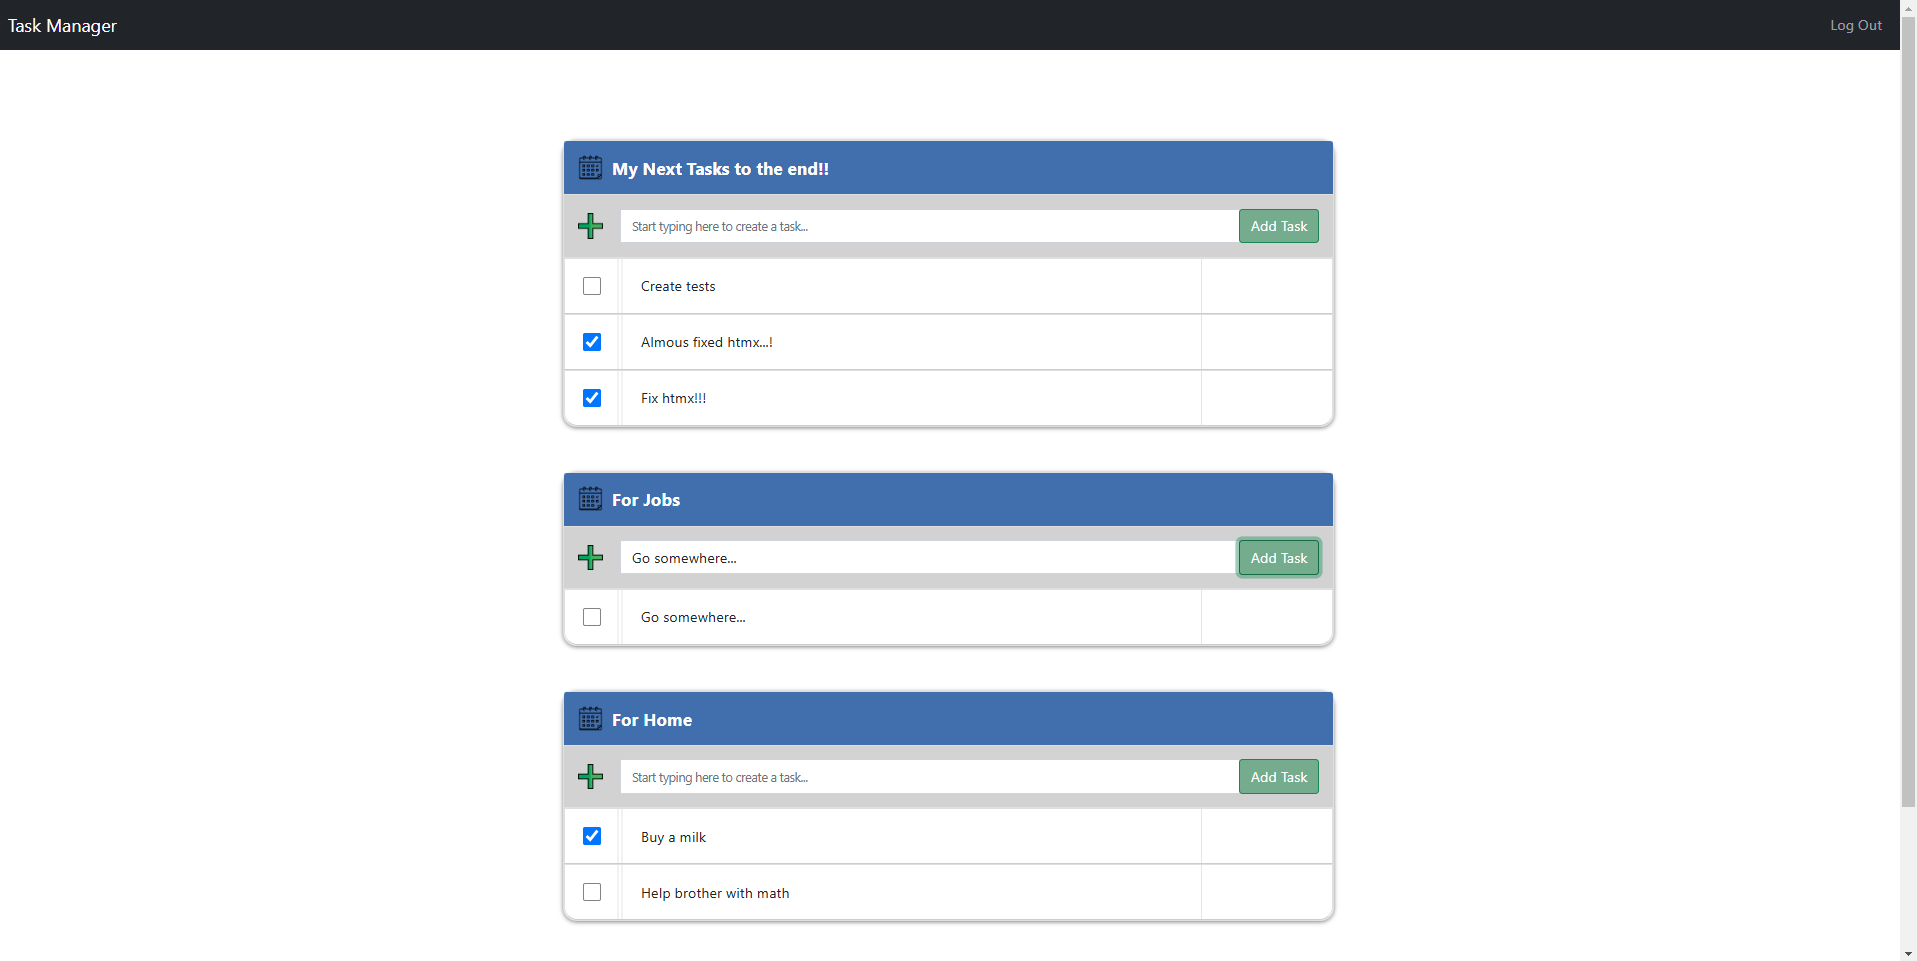 Task Manager
Log Out
My Next Tasks to the end!!
Start typing here to create a task...
Add Task
Create tests
Almous fixed htmx...!
Fix htmx!!!
For Jobs
Go somewhere...
Add Task
Go somewhere...
For Home
Start typing here to create a task...
Add Task
Buy a milk
Help brother with math